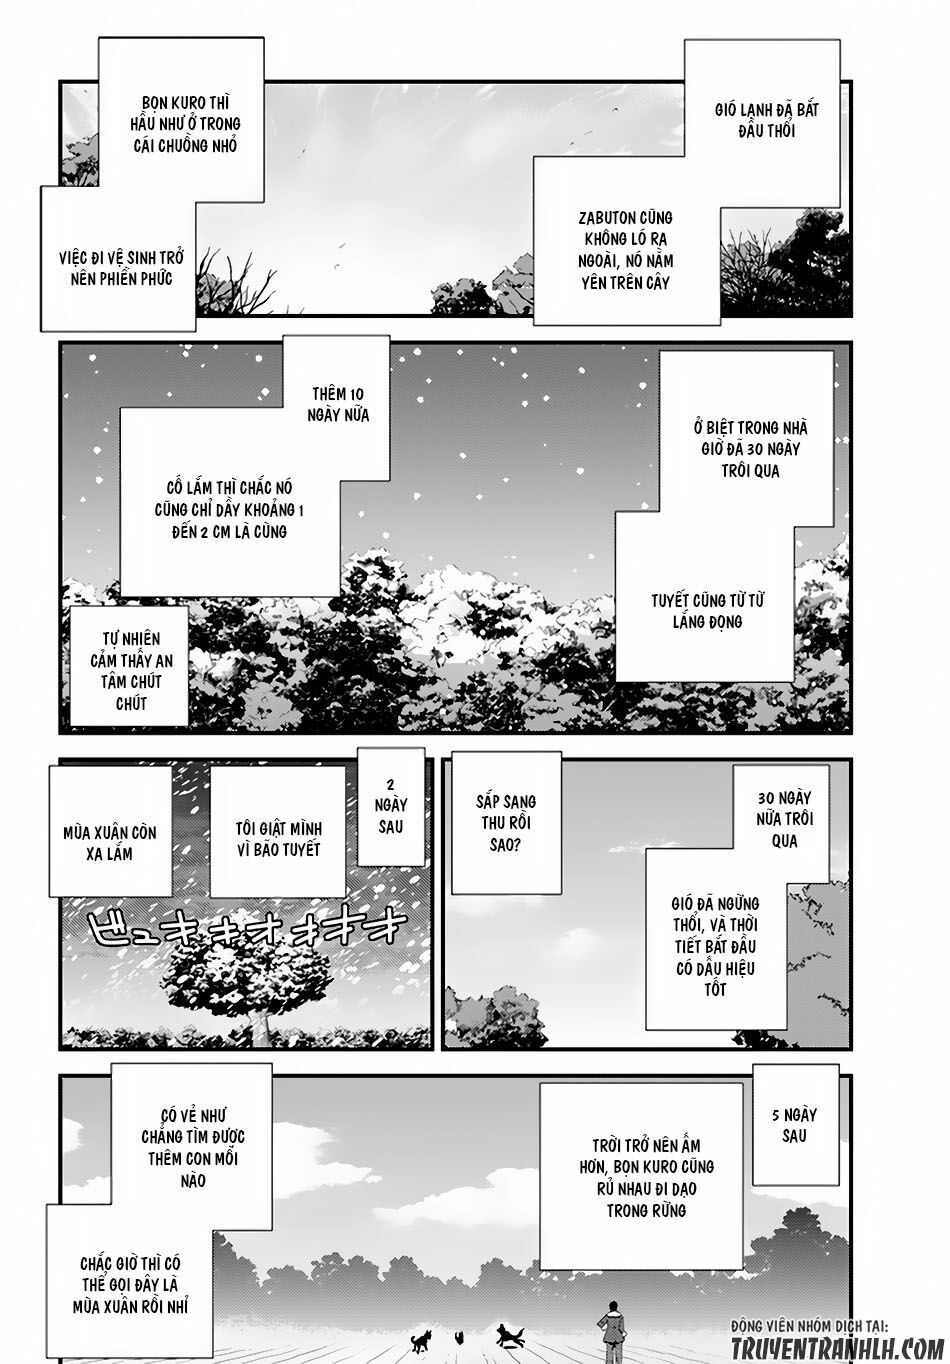 GIÓ LẠNH ĐÃ BẮT
ĐẦU THỔI
ZABUTON CŨNG
KHÔNG LÓ RA
NGOÀI, NÓ NẰM
YÊN TRÊN CÂY
BỌN KURO THÌ
HẦU NHƯ Ở TRONG
CÁI CHUỒNG NHỎ
VIỆC ĐI VỆ SINH TRỞ
NÊN PHIỀN PHỨC
Ở BIỆT TRONG NHÀ
GIỜ ĐÃ 30 NGÀY
TRÔI QUA
TUYẾT CŨNG TỪ TỪ
LẮNG ĐỌNG
THÊM 10
NGÀY NỮA
CỐ LẮM THÌ CHẮC NÓ
CŨNG CHỈ DẦY KHOẢNG 1
ĐẾN 2 CM LÀ CÙNG
TỰ NHIÊN
CẢM THẤY AN
TÂM CHÚT
CHÚT
30 NGÀY
NỮA TRÔI
QUA
GIÓ ĐÃ NGỪNG
THỔI, VÀ THỜI
TIẾT BẮT ĐẦU
CÓ DẤU HIỆU
TỐT
SẮP SANG
THU RỒI
SAO?
2
NGÀY
SAU
TÔI GIẬT MÌNH
VÌ BÃO TUYẾT
MÙA XUÂN CÒN
XA LẮM
ビュオオオオオオ
5 NGÀY
SAU
TRỜI TRỞ NÊN ẤM
HƠN, BỌN KURO CŨNG
RỦ NHAU ĐI DẠO
TRONG RỪNG
CÓ VẺ NHƯ
CHẲNG TÌM ĐƯỢC
THÊM CON MỒI
NÀO
CHẮC GIỜ THÌ CÓ
THỂ GỌI ĐÂY LÀ
MÙA XUÂN RỒI NHỈ
ĐỘNG VIÊN NHÓM DỊCH TẠI:
TRUYENTRANHLH.COM